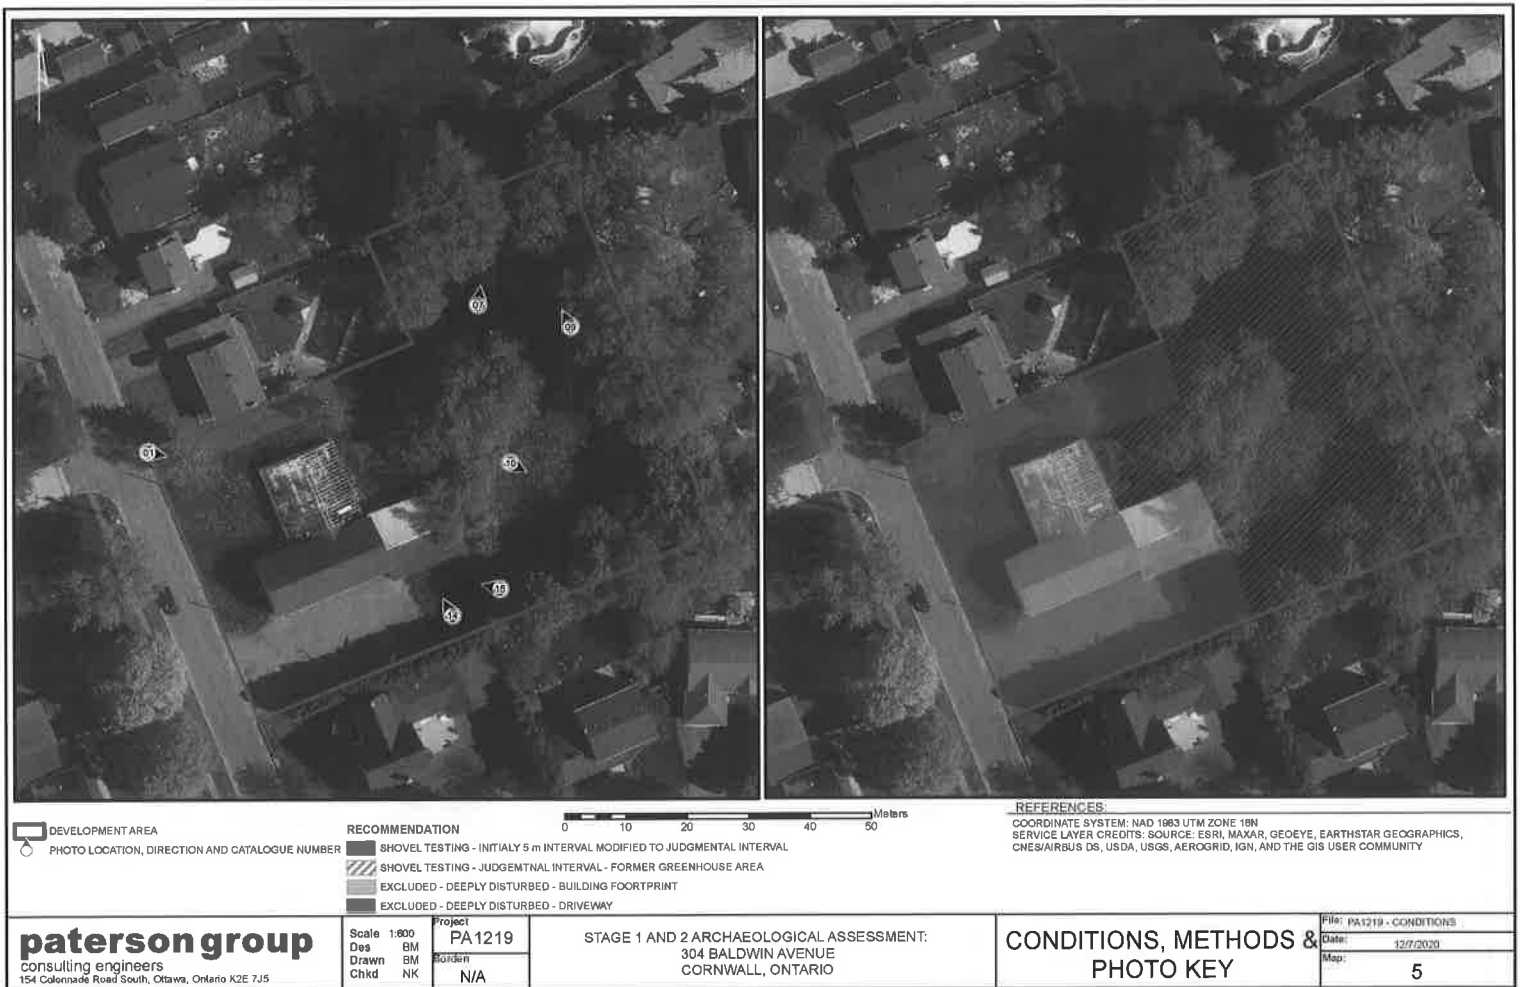 07
09
01
10
15
DEVELOPMENT AREA
PHOTO LOCATION, DIRECTION AND CATALOGUE NUMBER
RECOMMENDATION
SHOVEL TESTING - INITIALY 5 m INTERVAL MODIFIED TO JUDGMENTAL INTERVAL
SHOVEL TESTING - JUDGEMTNAL INTERVAL - FORMER GREENHOUSE AREA
EXCLUDED - DEEPLY DISTURBED - BUILDING FOORTPRINT
EXCLUDED - DEEPLY DISTURBED - DRIVEWAY
Meters
0 10 20 30 40 50
REFERENCES:
COORDINATE SYSTEM: NAD 1983 UTM ZONE 18N
SERVICE LAYER CREDITS: SOURCE: ESRI, MAXAR, GEOEYE, EARTHSTAR GEOGRAPHICS,
CNES/AIRBUS DS, USDA, USGS, AEROGRID, IGN, AND THE GIS USER COMMUNITY
patersongroup
consulting engineers
154 Colonnade Road South, Ottawa, Ontario K2E 7J5
Scale 1:600
Des BM
Drawn BM
Chkd NK
Project
PA1219
Borden
N/A
STAGE 1 AND 2 ARCHAEOLOGICAL ASSESSMENT:
304 BALDWIN AVENUE
CORNWALL, ONTARIO
CONDITIONS, METHODS &
PHOTO KEY
File: PA1219 - CONDITIONS
Date: 12/7/2020
Map: 5